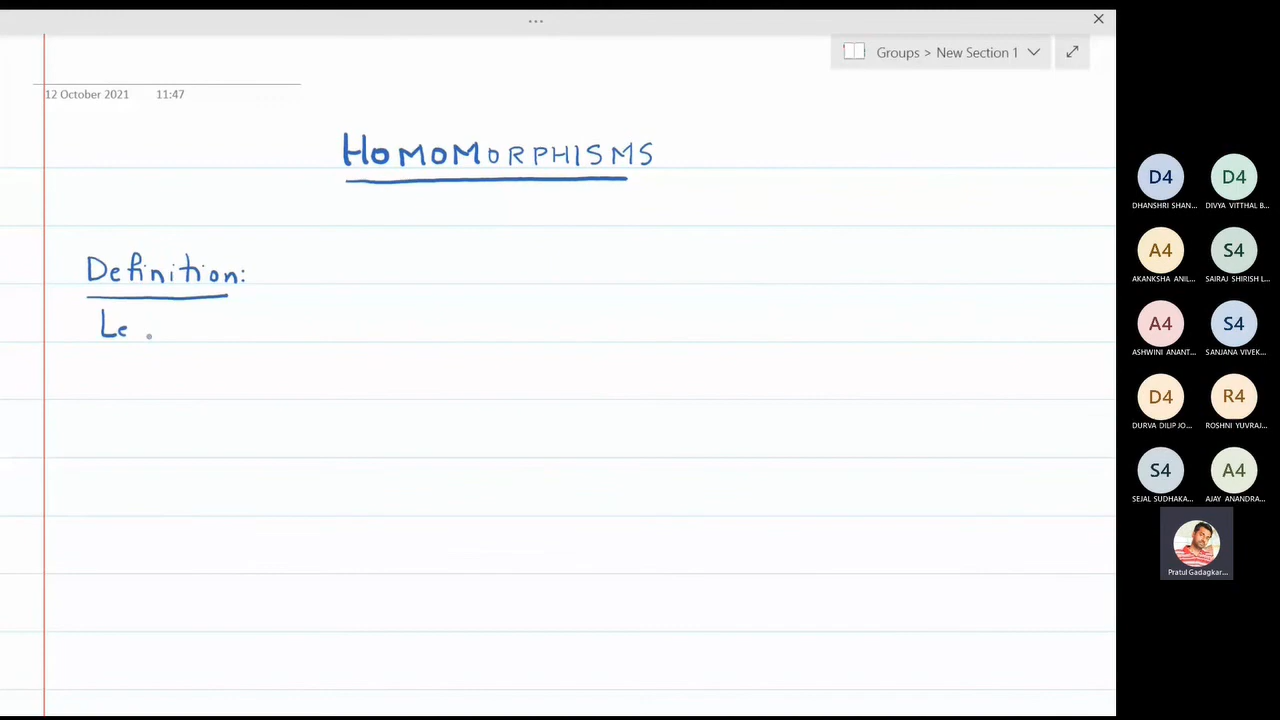 ...
Groups > New Section 1
12 October 2021 11:47
HOMOMORPHISMS
Definition:
Le
D4 D4
DHANSHRI SHAN... DIVYA VITTHAL B...
A4 S4
AKANKSHA ANIL... SAIRAJ SHIRISH L...
A4 S4
ASHWINI ANANT... SANJANA VIVEK...
D4 R4
DURVA DILIP JO... ROSHNI YUVRAJ...
S4 A4
SEJAL SUDHAKA... AJAY ANANDRA...
Pratul Gadagkar...